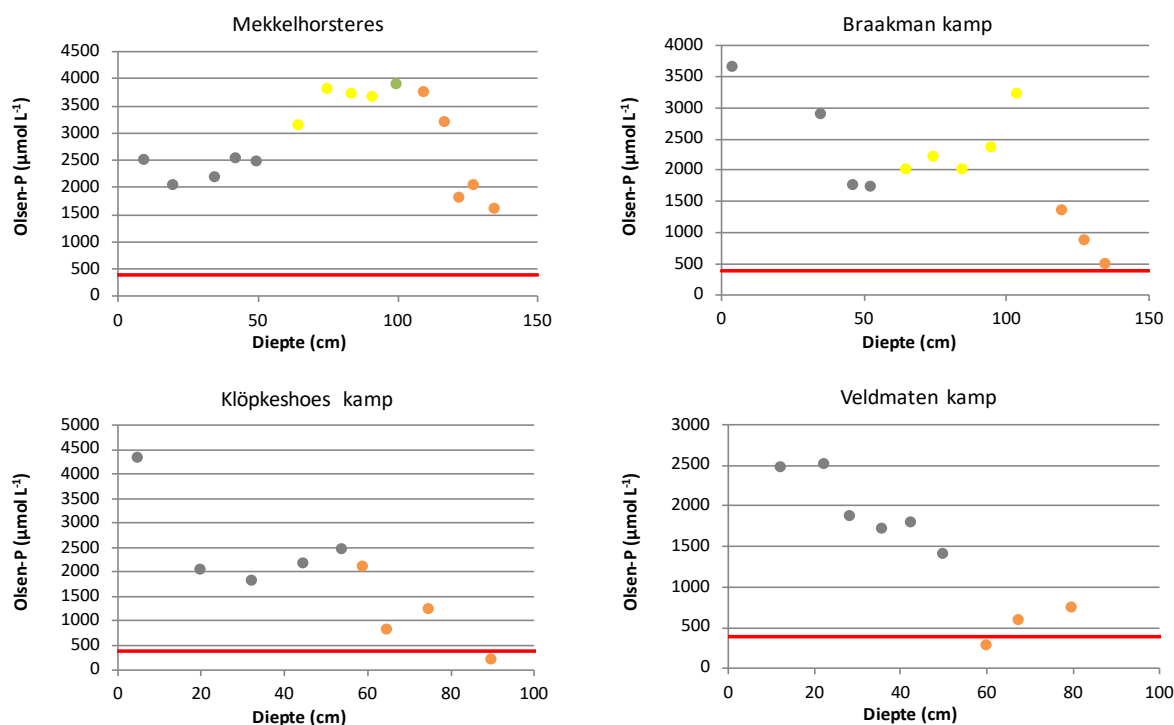 Mekkelhorsteres
4500
4000
3500
3000
2500
2000
1500
1000
500
0
Olsen-P (µmol L-1)
0 50 100 150
Diepte (cm)
Braakman kamp
4000
3500
3000
2500
2000
1500
1000
500
0
Olsen-P (µmol L-1)
0 50 100 150
Diepte (cm)
Klöpkeshoes kamp
5000
4500
4000
3500
3000
2500
2000
1500
1000
500
0
Olsen-P (µmol L-1)
0 20 40 60 80 100
Diepte (cm)
Veldmaten kamp
3000
2500
2000
1500
1000
500
0
Olsen-P (µmol L-1)
0 20 40 60 80 100
Diepte (cm)